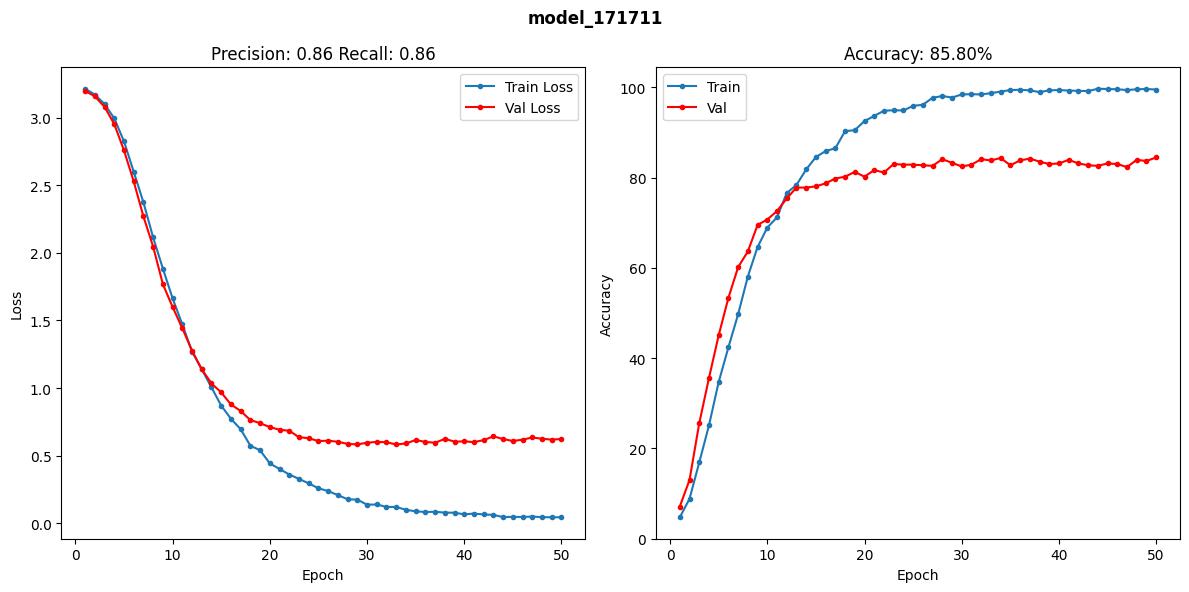 model_171711
Precision: 0.86 Recall: 0.86
Train Loss
Val Loss
3.0
2.5
2.0
1.5
1.0
0.5
0.0
Loss
0 10 20 30 40 50
Epoch
Accuracy: 85.80%
Train
Val
100
80
60
40
20
0
Accuracy
0 10 20 30 40 50
Epoch